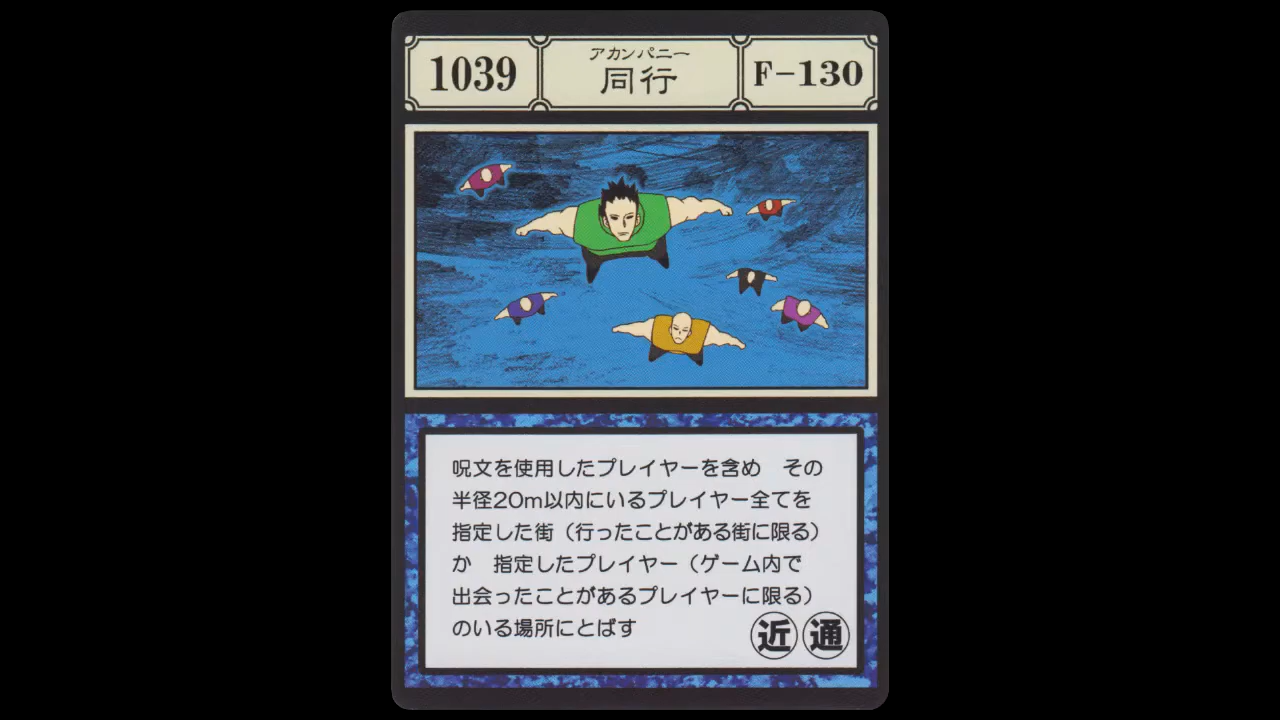 1039
アカンパニー
同行
F-130
呪文を使用したプレイヤーを含め　その
半径20m以内にいるプレイヤー全てを
指定した街（行ったことがある街に限る）
か　指定したプレイヤー（ゲーム内で
出会ったことがあるプレイヤーに限る）
のいる場所にとばす
近 通